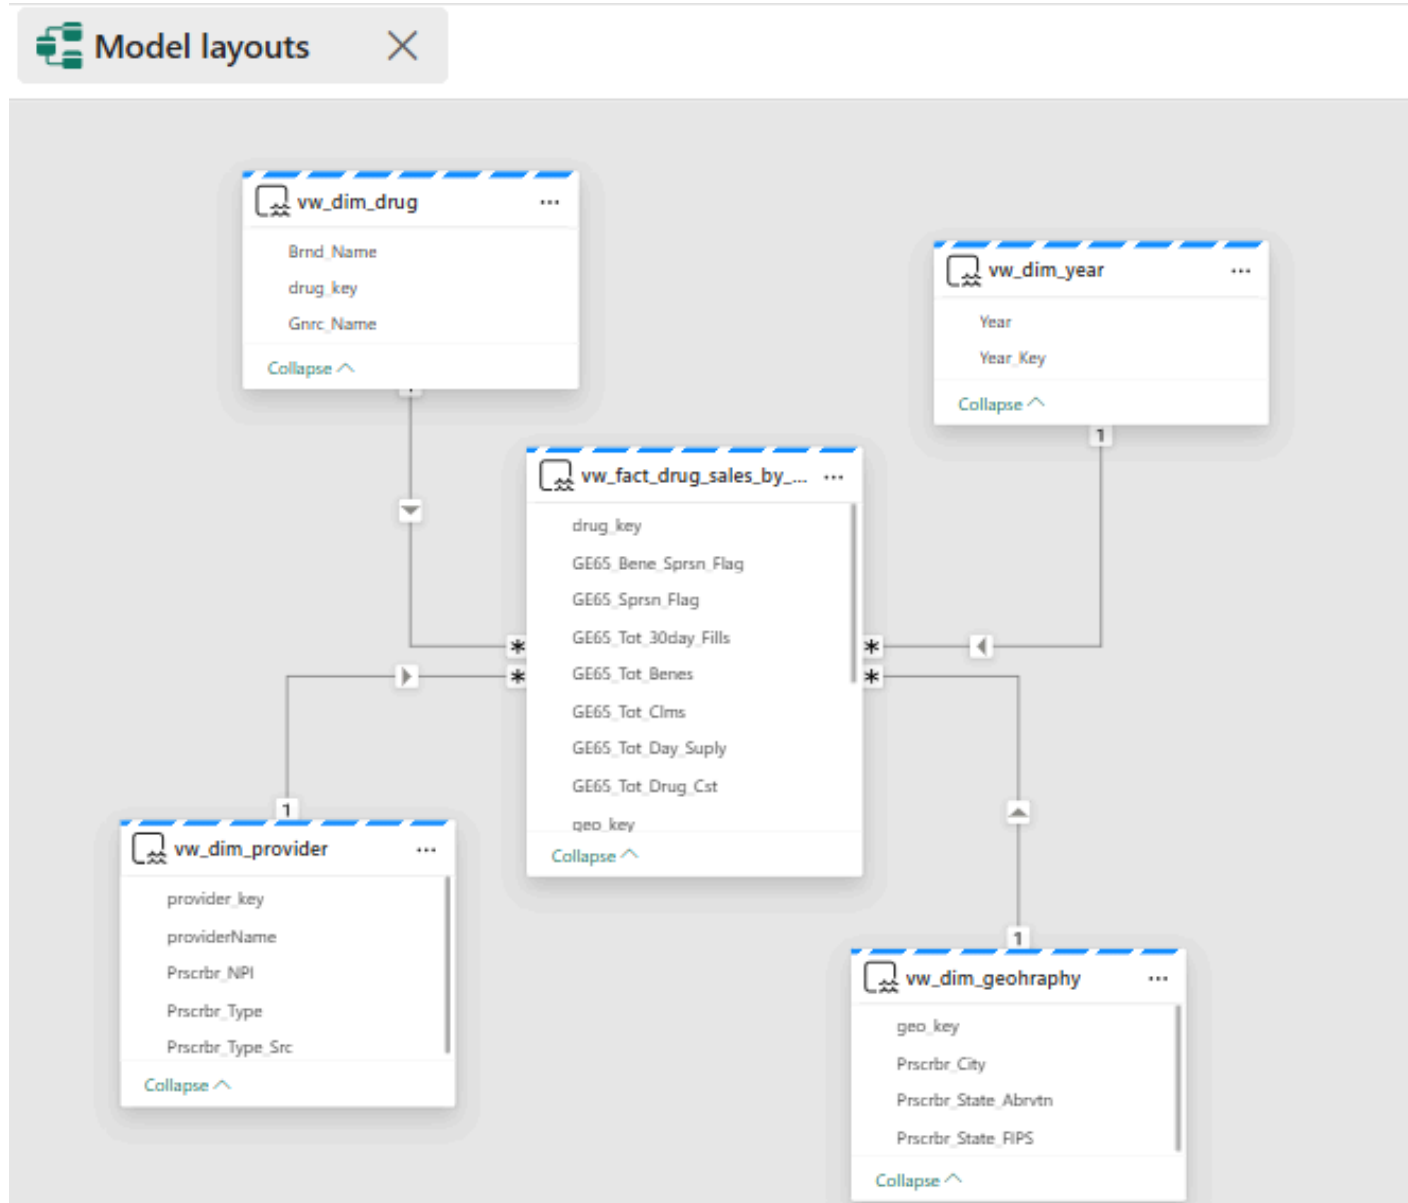 Model layouts
vw_dim_drug
Brnd_Name
drug_key
Gnrc_Name
Collapse
vw_dim_year
Year
Year_Key
Collapse
1
vw_fact_drug_sales_by_...
drug_key
GE65_Bene_Sprsn_Flag
GE65_Sprsn_Flag
GE65_Tot_30day_Fills
GE65_Tot_Benes
GE65_Tot_Clms
GE65_Tot_Day_Suply
GE65_Tot_Drug_Cst
geo_key
Collapse
*
*
*
*
1
vw_dim_provider
provider_key
providerName
Prscrbr_NPI
Prscrbr_Type
Prscrbr_Type_Src
Collapse
1
vw_dim_geohraphy
geo_key
Prscrbr_City
Prscrbr_State_Abrvtn
Prscrbr_State_FIPS
Collapse